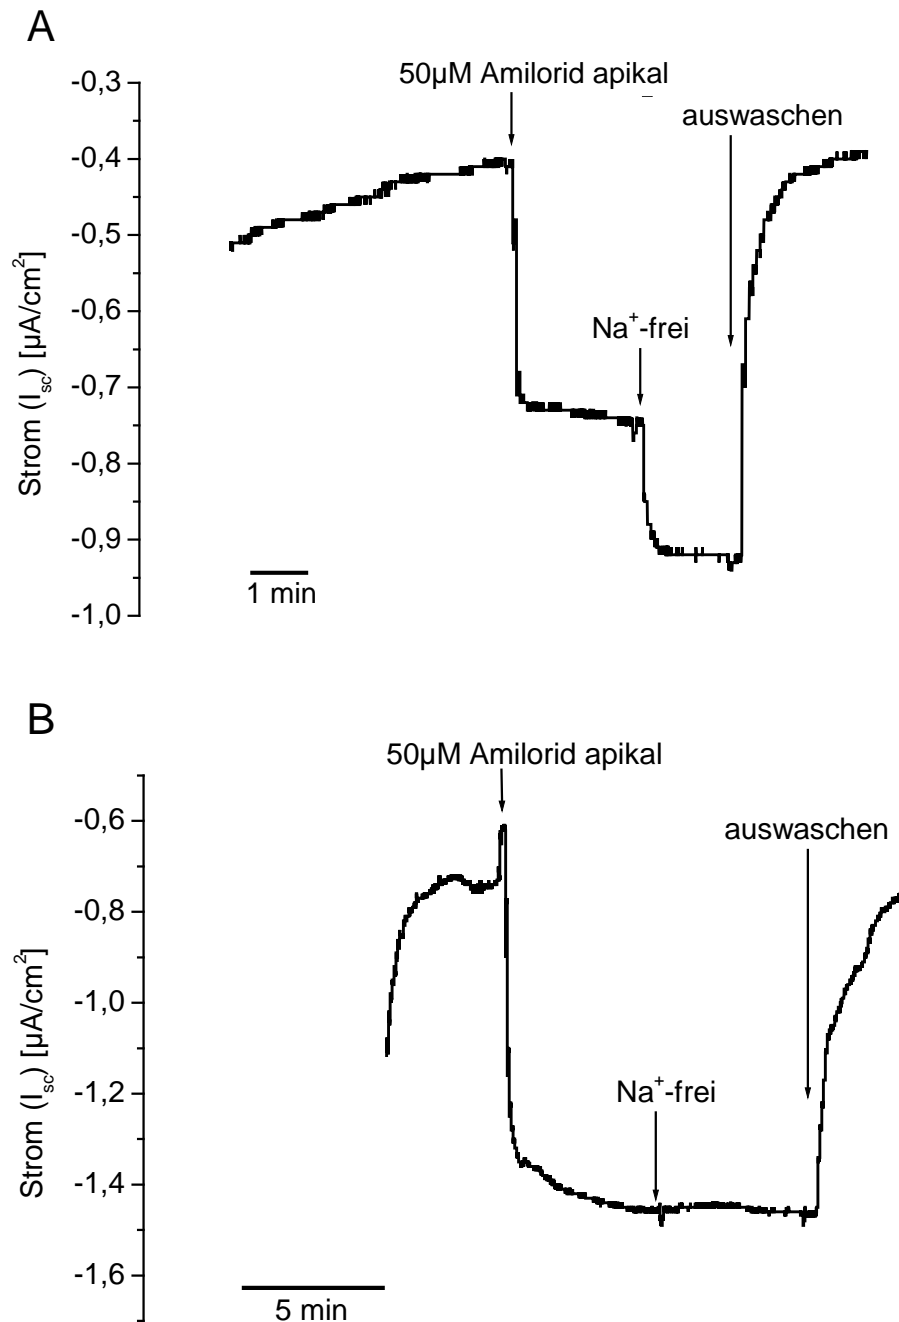 A
50µM Amilorid apikal
auswaschen
-0,3
-0,4
-0,5
-0,6
-0,7
-0,8
-0,9
-1,0
Strom (Isc) [µA/cm²]
Na⁺-frei
1 min
B
50µM Amilorid apikal
auswaschen
-0,6
-0,8
-1,0
-1,2
-1,4
-1,6
Strom (Isc) [µA/cm²]
Na⁺-frei
5 min